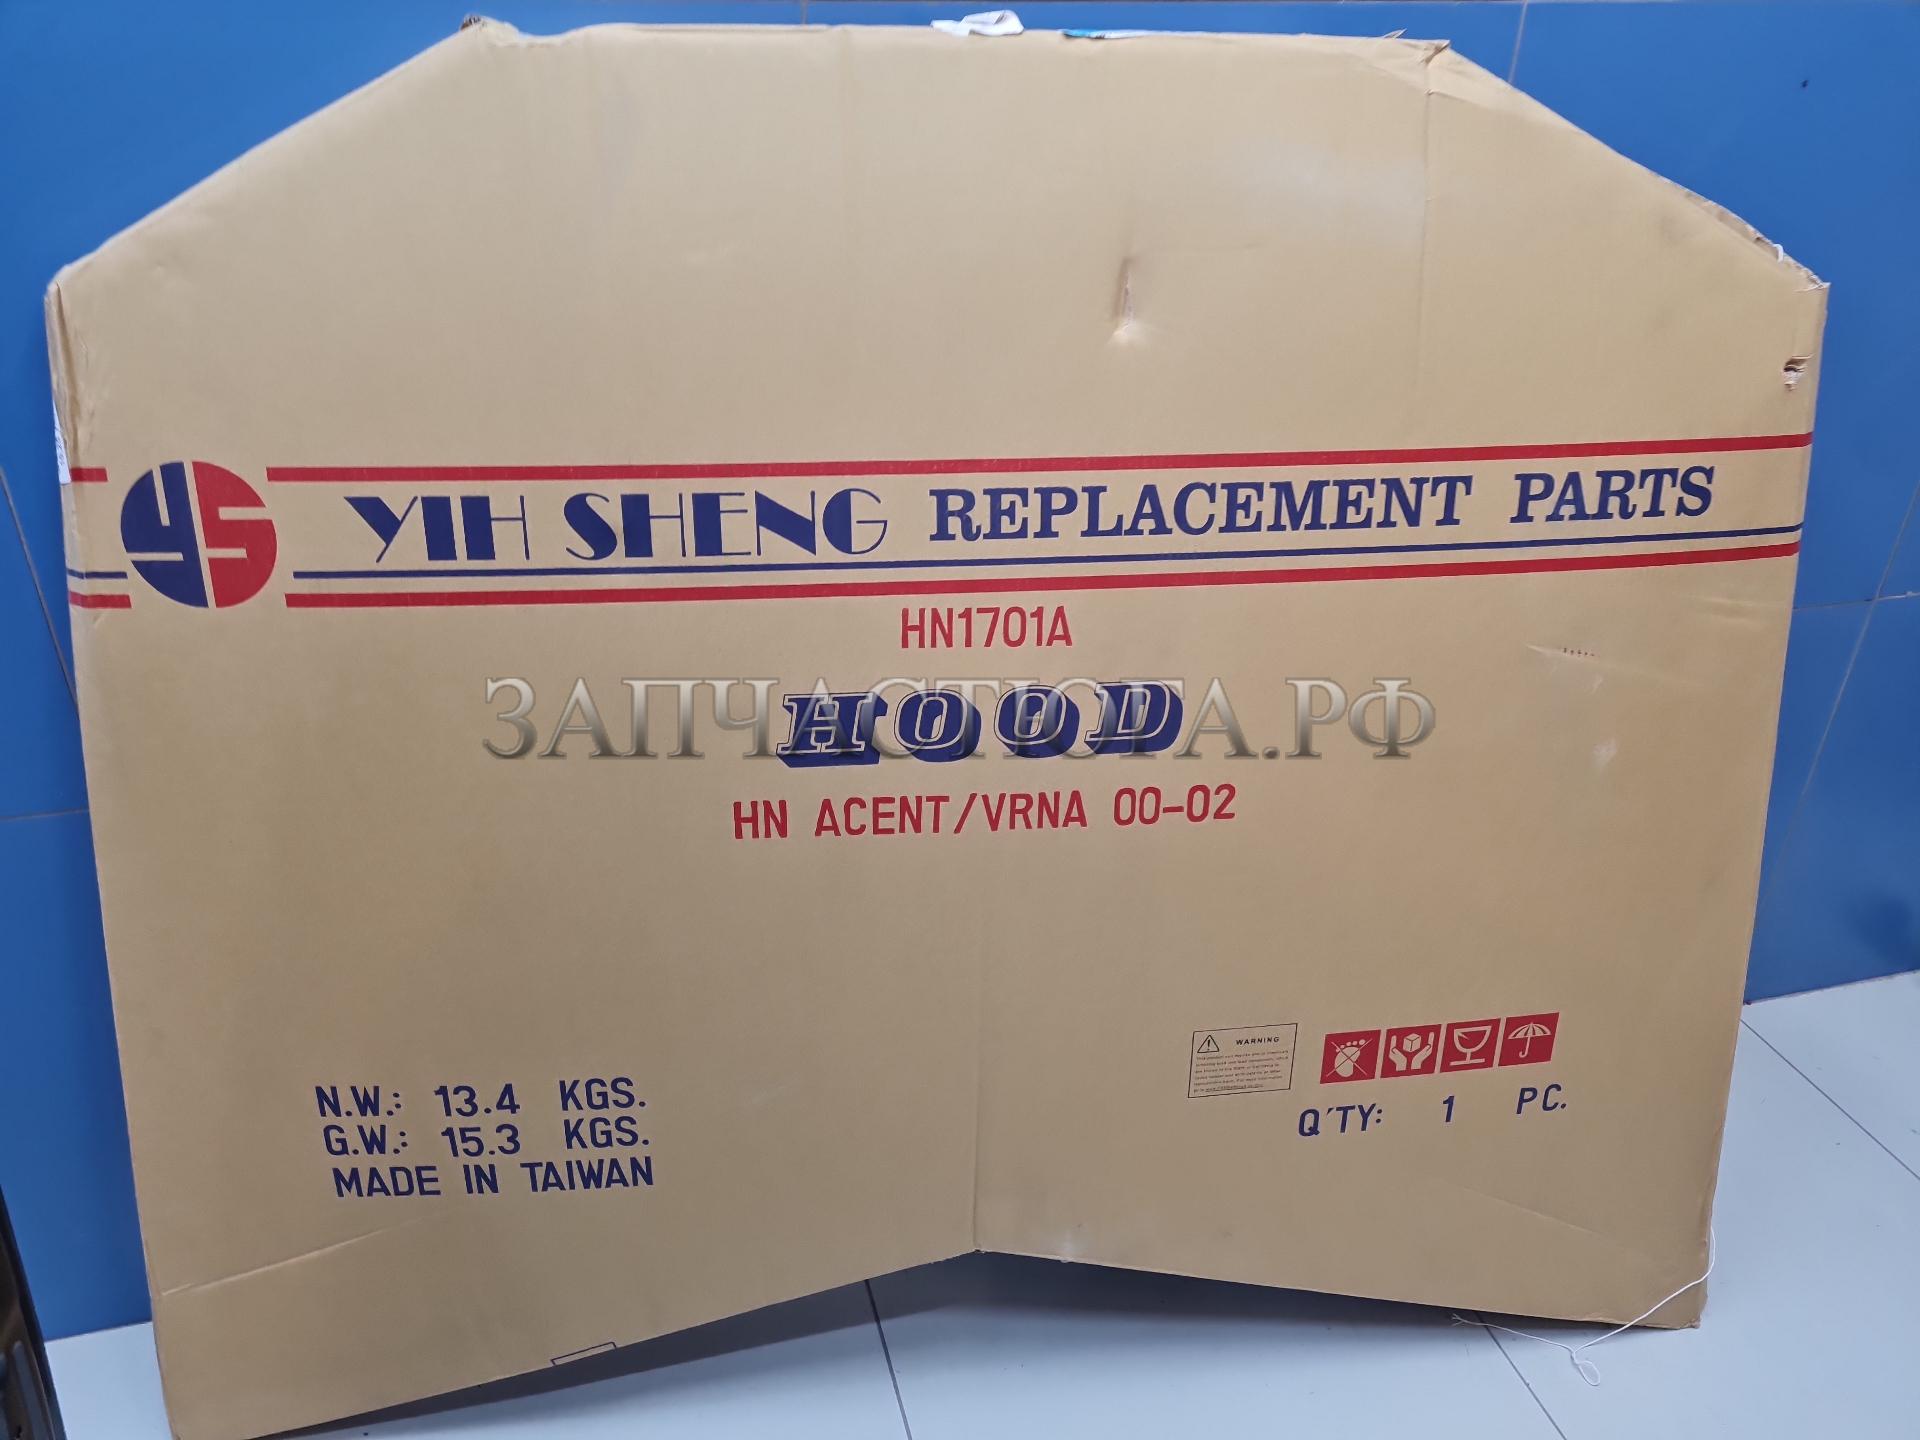 YS YIH SHENG REPLACEMENT PARTS
HN1701A
HOOD
ЗАПЧАСТЮГА.РФ
HN ACENT/VRNA 00-02
WARNING
N.W.: 13.4 KGS.
G.W.: 15.3 KGS.
MADE IN TAIWAN
Q'TY: 1 PC.